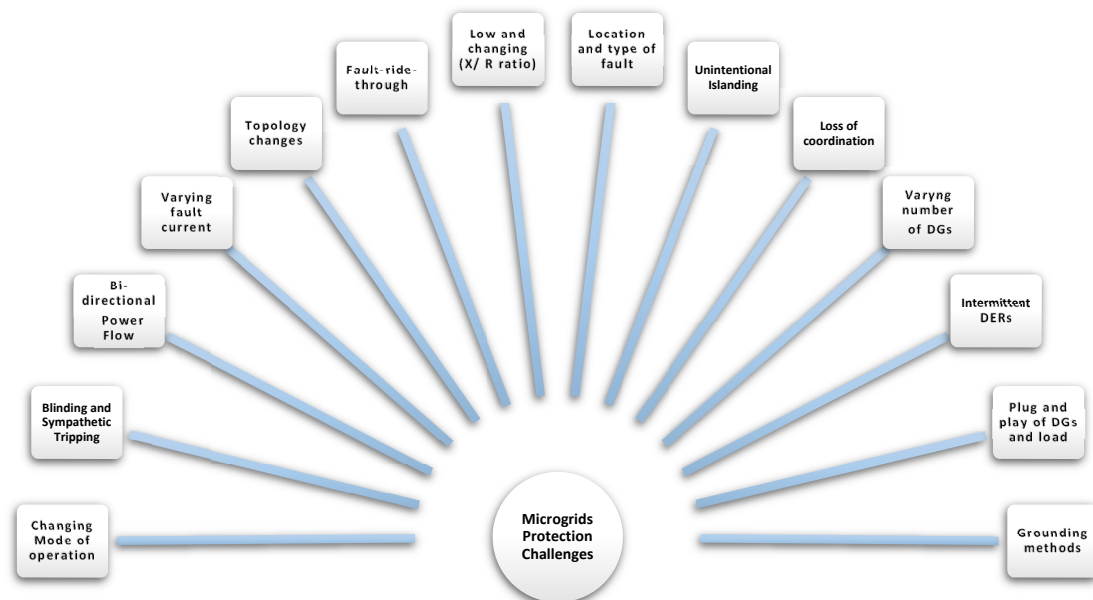 Changing
Mode of
operation
Blinding and
Sympathetic
Tripping
Bi-
directional
Power
Flow
Varying
fault
current
Topology
changes
Fault-ride-
through
Low and
changing
(X/ R ratio)
Location
and type of
fault
Unintentional
Islanding
Loss of
coordination
Varyng
number
of DGs
Intermittent
DERs
Plug and
play of DGs
and load
Grounding
methods
Microgrids
Protection
Challenges